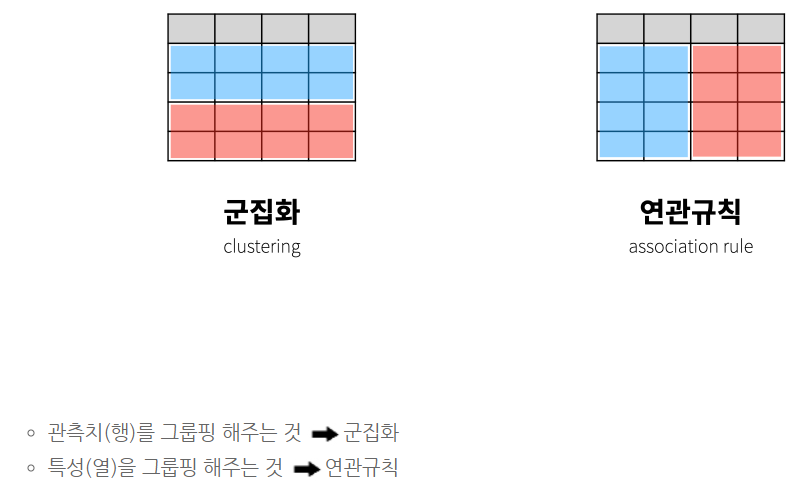 군집화
clustering
연관규칙
association rule
관측치(행)를 그룹핑 해주는 것 ➡ 군집화
특성(열)을 그룹핑 해주는 것 ➡ 연관규칙